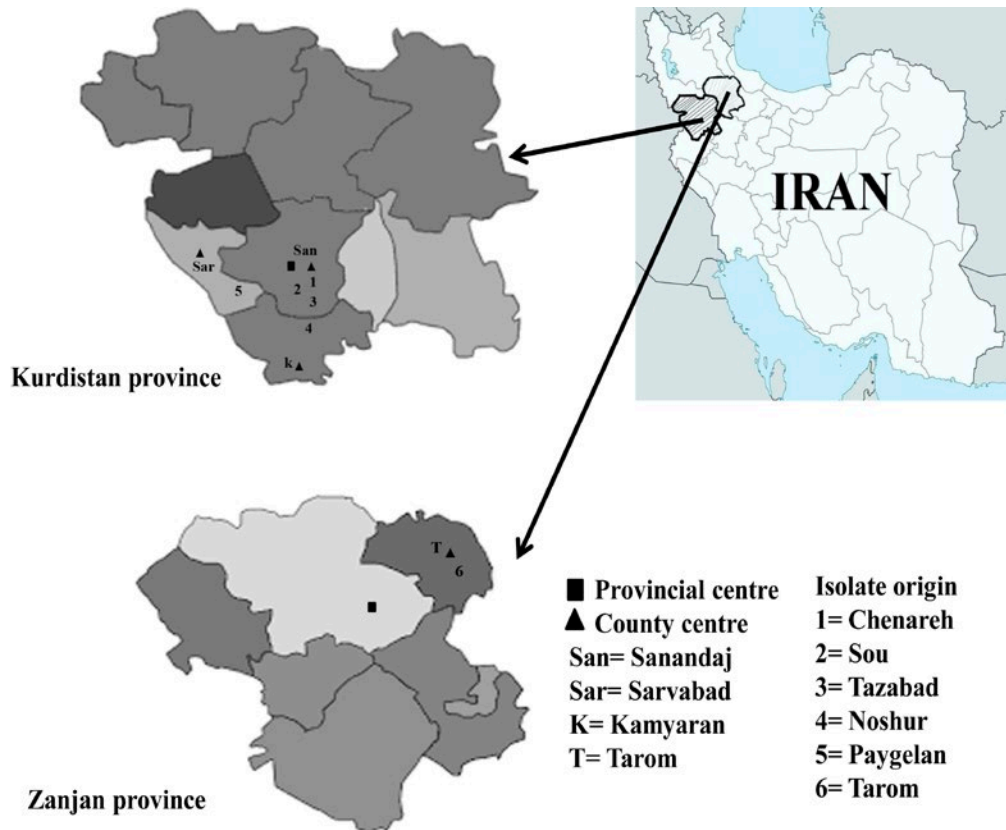 IRAN
San
Sar
1
2
5
3
4
k
Kurdistan province
T
6
Zanjan province
Provincial centre
County centre
San= Sanandaj
Sar= Sarvabad
K= Kamyaran
T= Tarom
Isolate origin
1= Chenareh
2= Sou
3= Tazabad
4= Noshur
5= Paygelan
6= Tarom